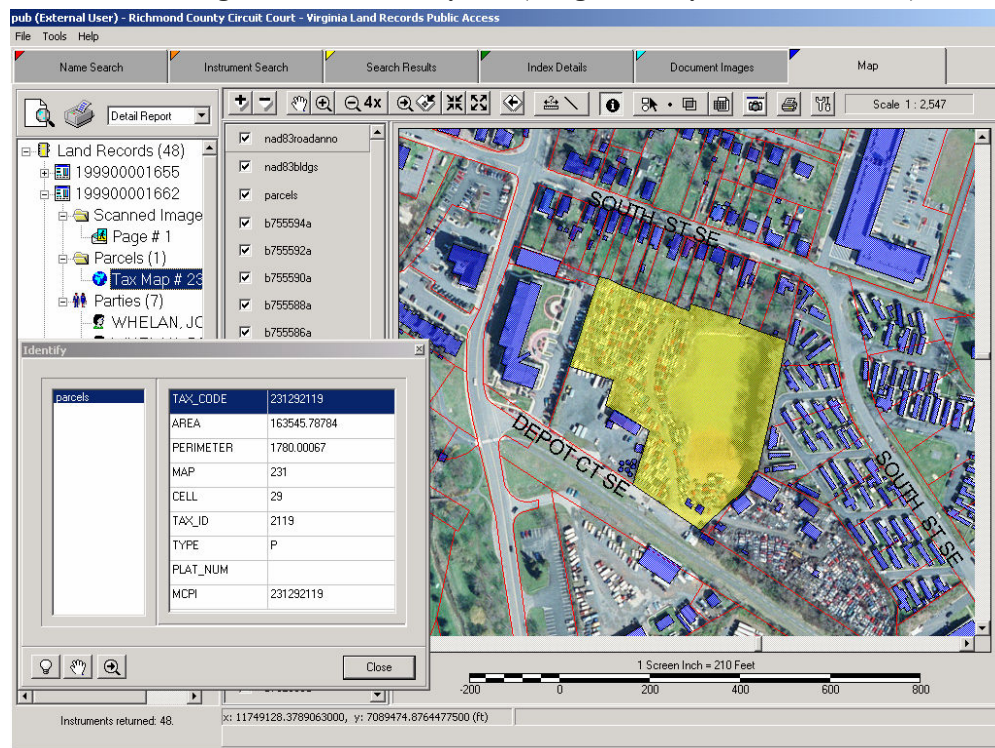 pub (External User) - Richmond County Circuit Court - Virginia Land Records Public Access
File Tools Help
Name Search Instrument Search Search Results Index Details Document Images Map
Detail Report 4x Scale 1 : 2,547
Land Records (48)
199900001655
199900001662
Scanned Image
Page # 1
Parcels (1)
Tax Map # 23
Parties (7)
WHELAN, JC
nad83roadanno
nad83bldgs
parcels
b755594a
b755592a
b755590a
b755588a
b755586a
SOUTH ST SE
DEPOT CT SE
SOUTH ST SE
Identify
parcels
TAX_CODE 231292119
AREA 163545.78784
PERIMETER 1780.00067
MAP 231
CELL 29
TAX_ID 2119
TYPE P
PLAT_NUM
MCPI 231292119
Close
1 Screen Inch = 210 Feet
-200 0 200 400 600 800
Instruments returned: 48.
x: 11749128.3789063000, y: 7089474.8764477500 (ft)